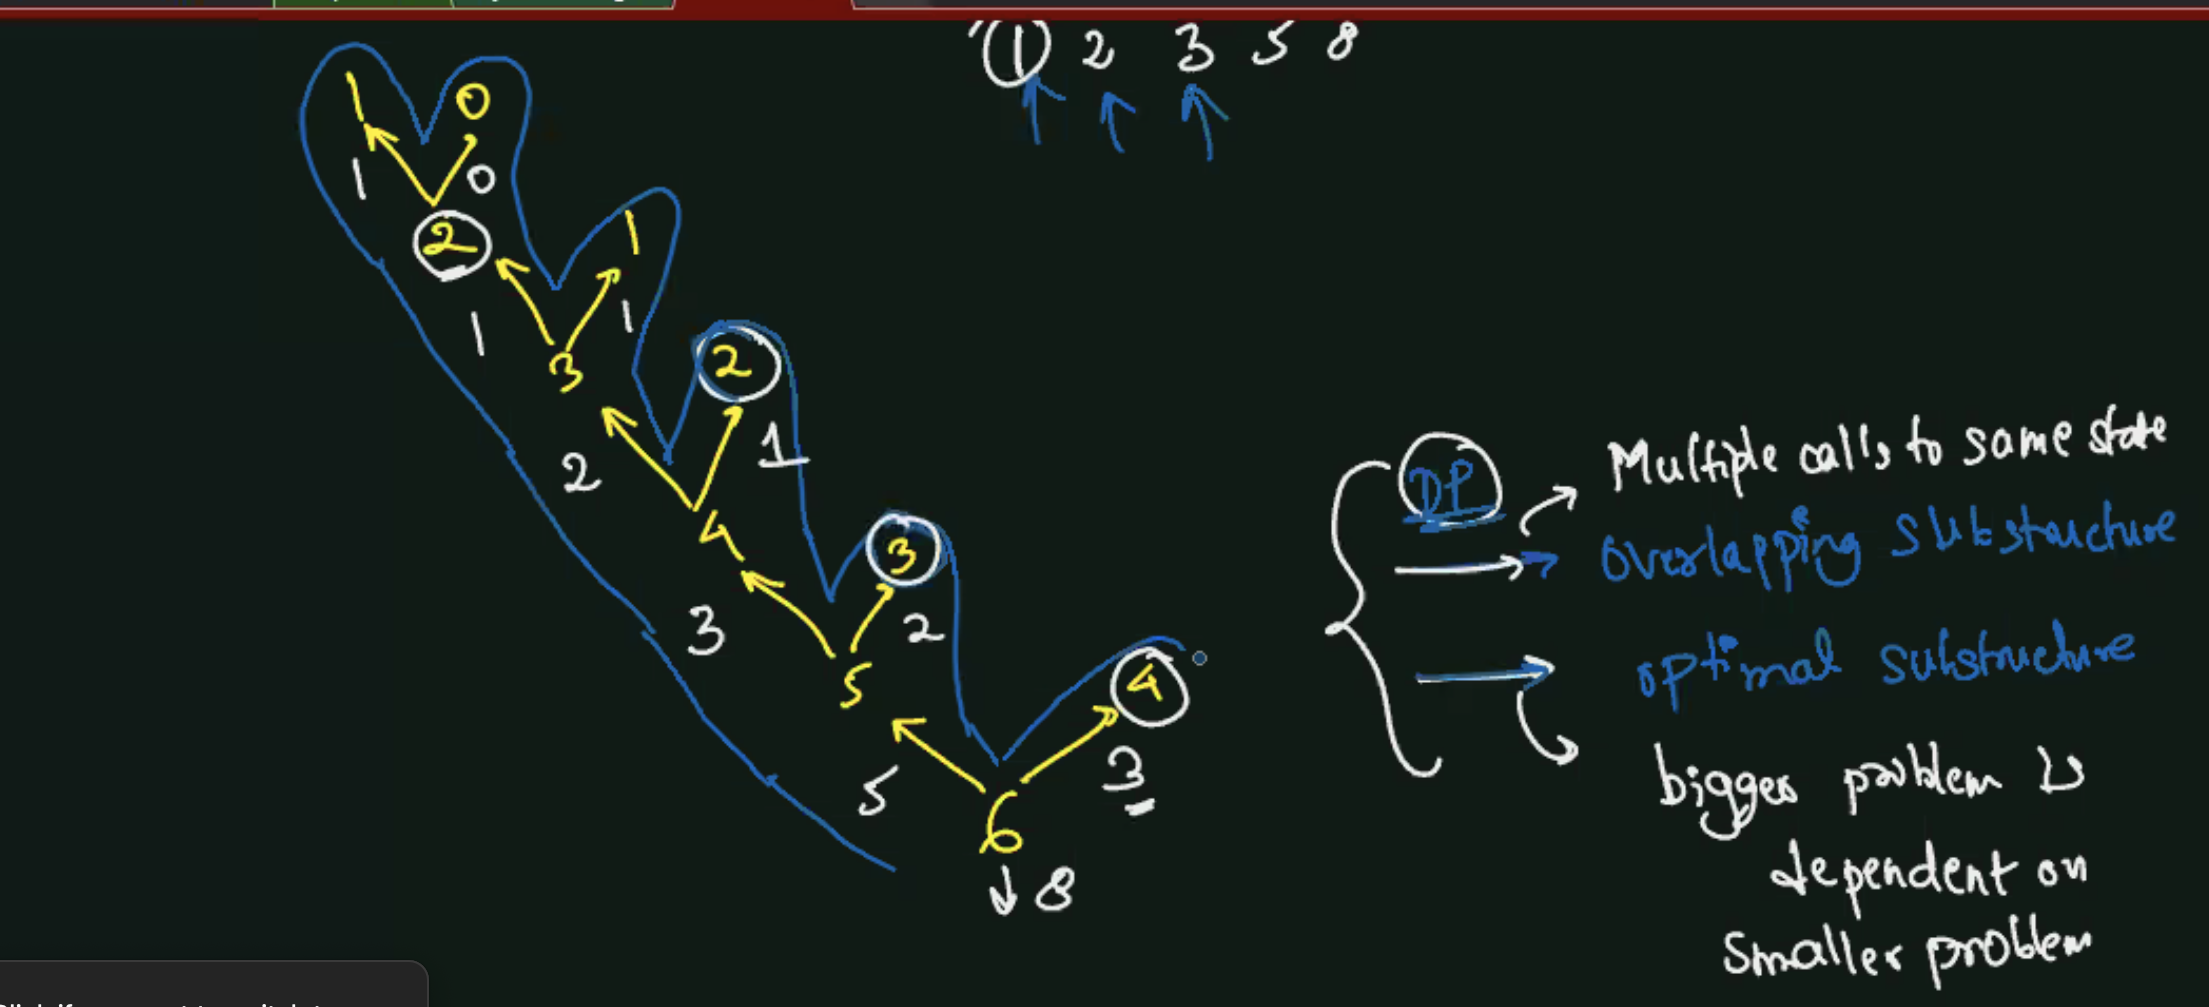 1 2 3 5 8
1 0
1 0
2
1
1 1
3
2
2 1
4
3
3 2
5
4
5 3
6
↓ 8
DP
Multiple calls to same state
overlapping substructure
optimal substructure
bigger problem is
dependent on
smaller problem